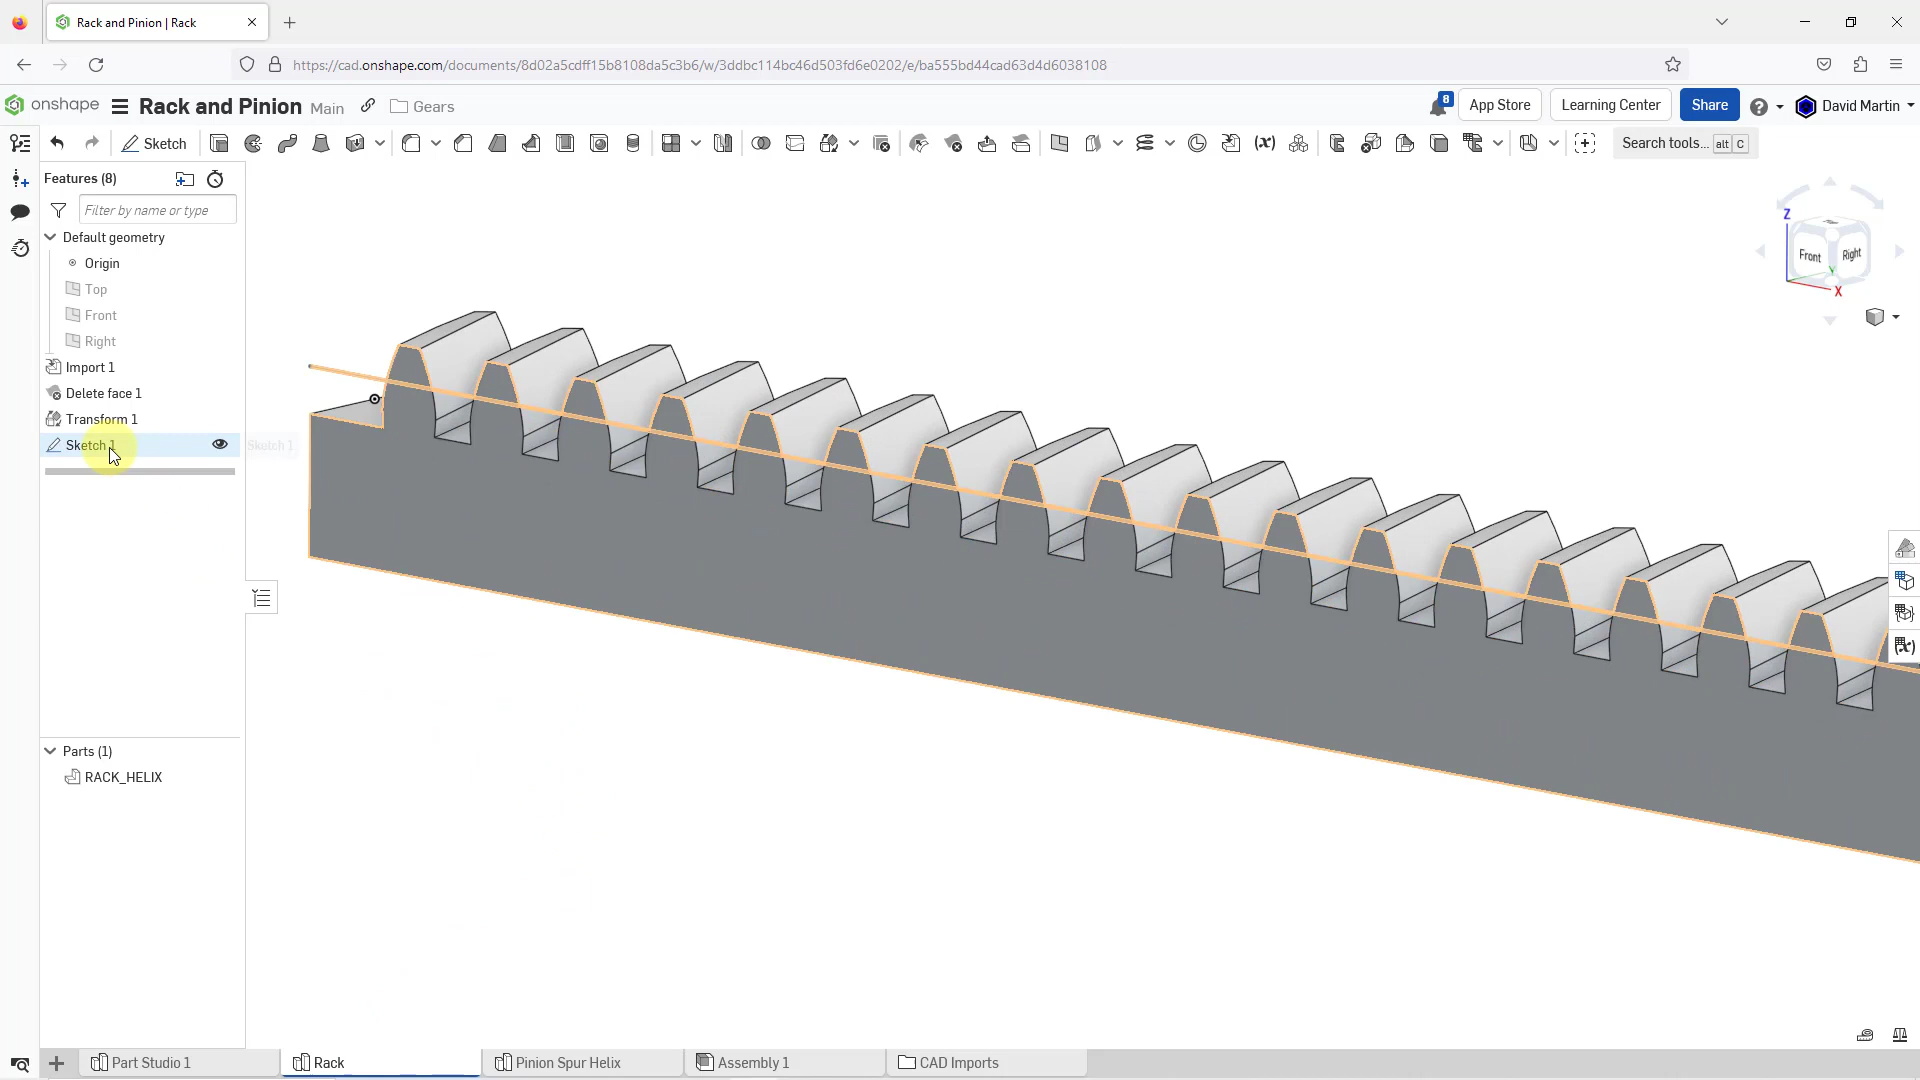 Rack and Pinion | Rack
https://cad.onshape.com/documents/8d02a5cdff15b8108da5c3b6/w/3ddbc114bc46d503fd6e0202/e/ba555bd44cad63d4d6038108
onshape Rack and Pinion Main Gears 8 App Store Learning Center Share David Martin
Sketch (x) Search tools... alt C
Features (8)
Filter by name or type
Default geometry
Origin
Top
Front
Right
Import 1
Delete face 1
Transform 1
Sketch 1
Sketch 1
Z
Front Right
X
(x)
Parts (1)
RACK_HELIX
Part Studio 1 Rack Pinion Spur Helix Assembly 1 CAD Imports